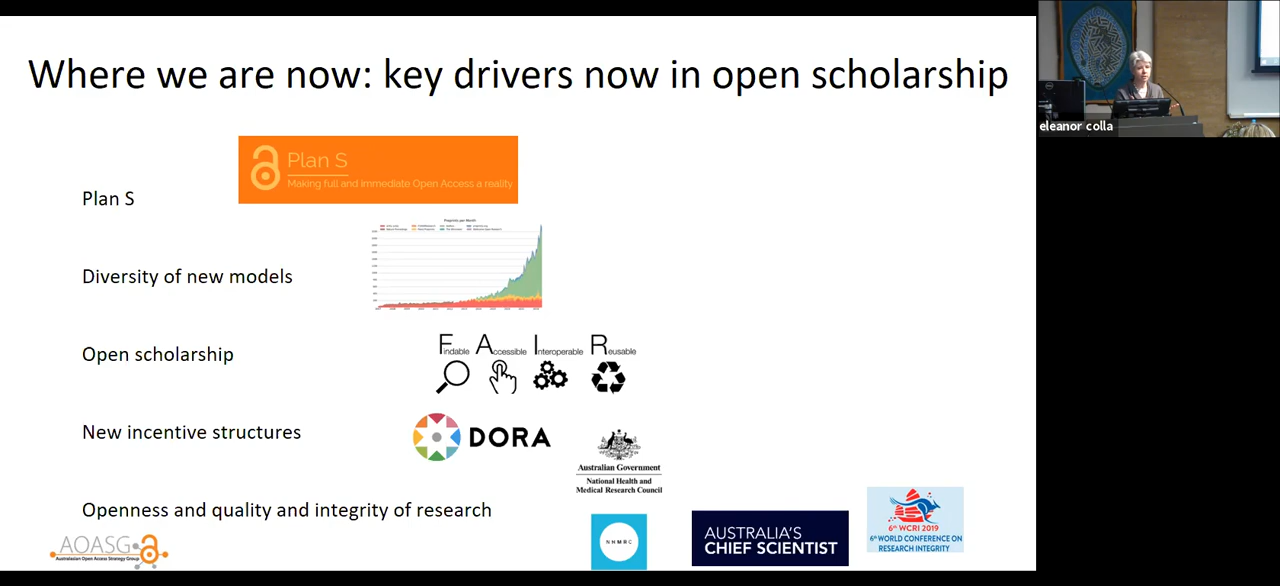 Where we are now: key drivers now in open scholarship
eleanor colla
Plan S
Making full and immediate Open Access a reality
Plan S
Preprints per Month
Diversity of new models
Findable Accessible Interoperable Reusable
Open scholarship
New incentive structures
DORA
Australian Government
National Health and
Medical Research Council
Openness and quality and integrity of research
AOASG
Australasian Open Access Strategy Group
NHMRC
AUSTRALIA'S
CHIEF SCIENTIST
6th WCRI 2019
6th WORLD CONFERENCE ON
RESEARCH INTEGRITY